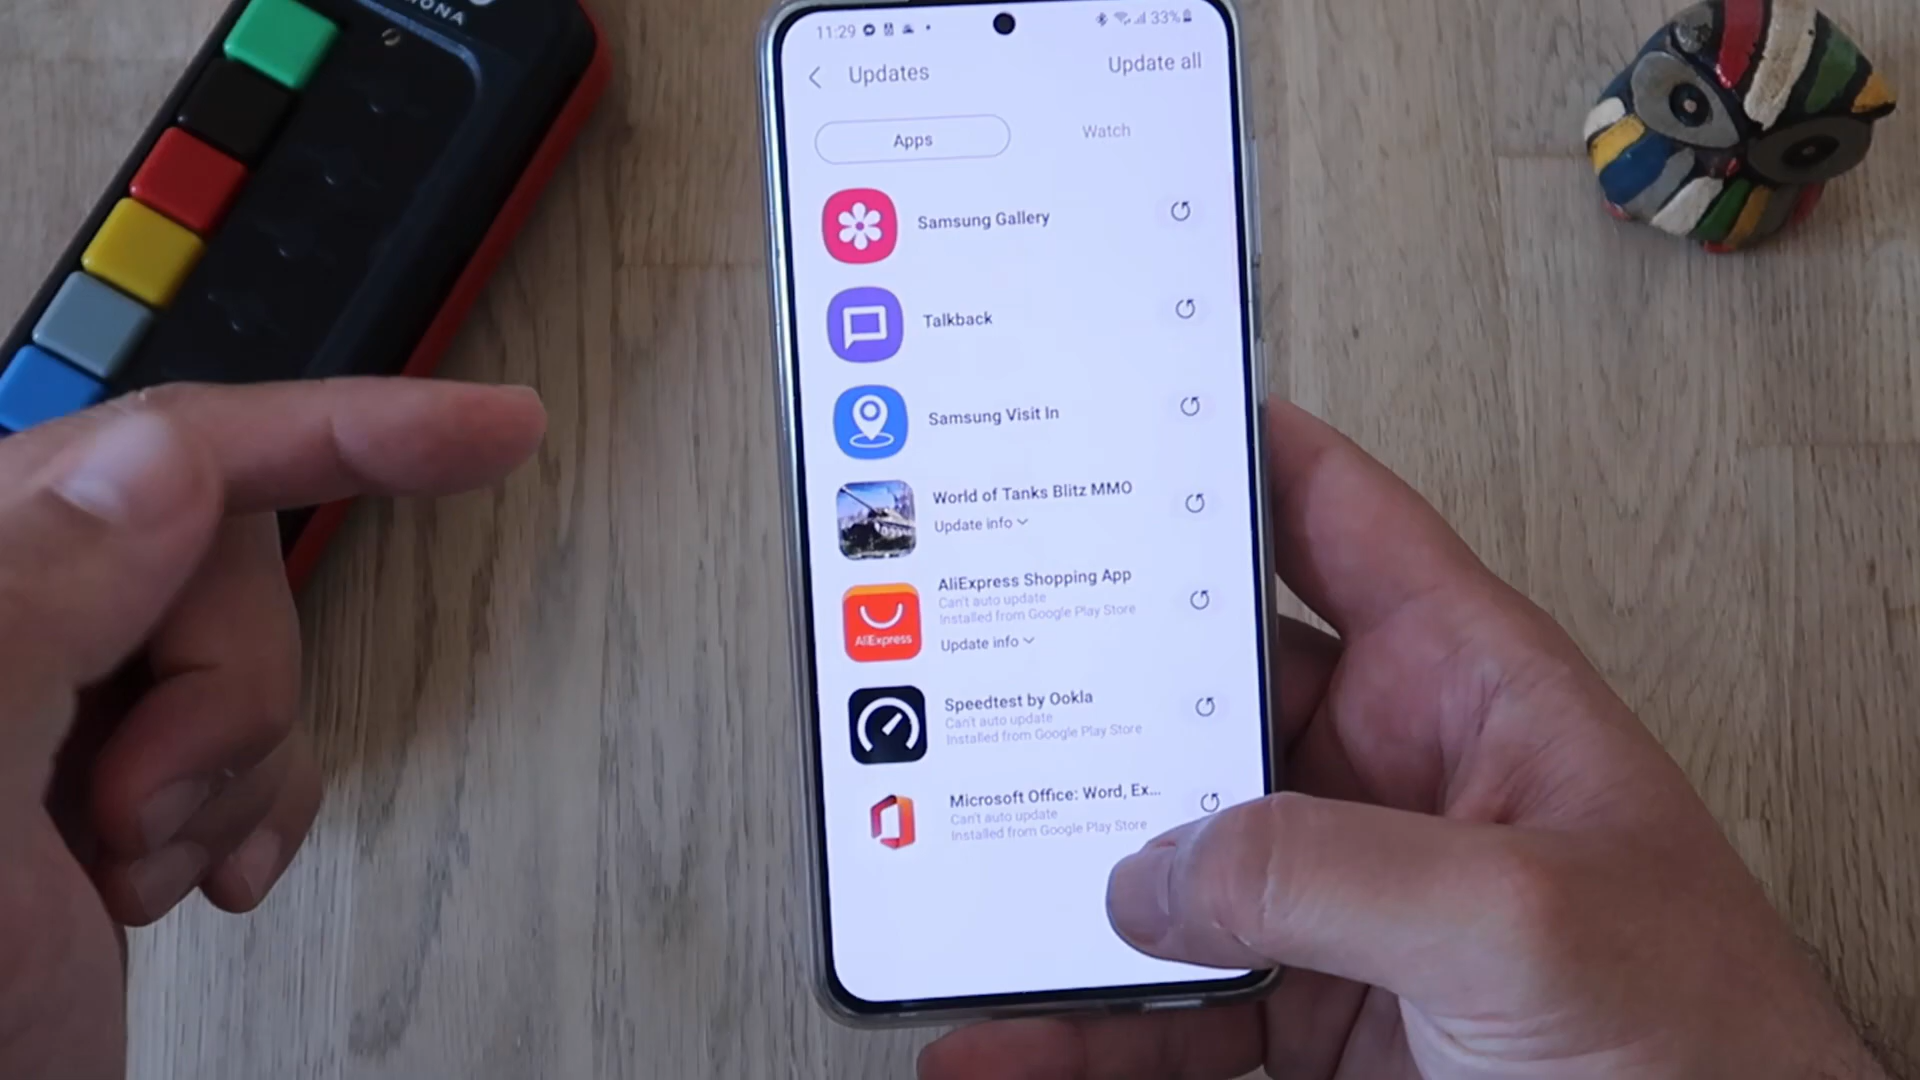 11:29
33%
Updates
Update all
Apps
Watch
Samsung Gallery
Talkback
Samsung Visit In
World of Tanks Blitz MMO
Update info
AliExpress Shopping App
Can't auto update
Installed from Google Play Store
AliExpress
Update info
Speedtest by Ookla
Can't auto update
Installed from Google Play Store
Microsoft Office: Word, Ex...
Can't auto update
Installed from Google Play Store